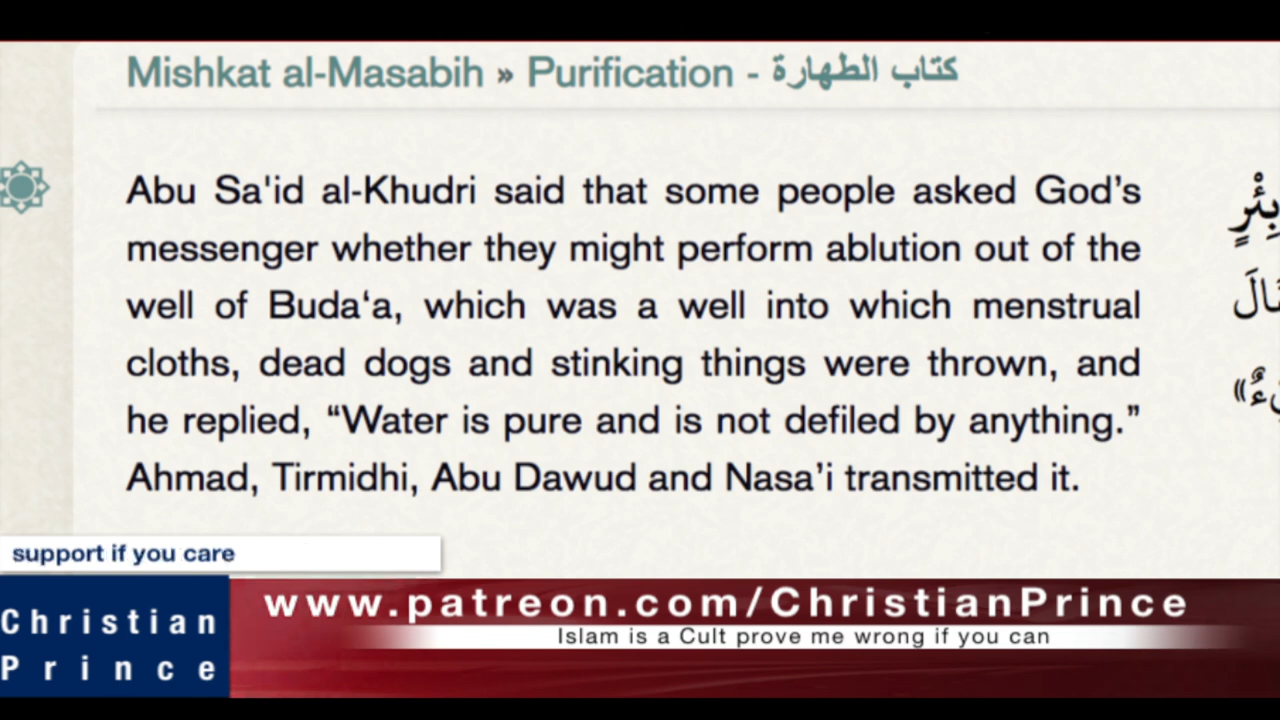 Mishkat al-Masabih » Purification - كتاب الطهارة
Abu Sa'id al-Khudri said that some people asked God’s
messenger whether they might perform ablution out of the
well of Buda‘a, which was a well into which menstrual
cloths, dead dogs and stinking things were thrown, and
he replied, “Water is pure and is not defiled by anything.”
Ahmad, Tirmidhi, Abu Dawud and Nasa’i transmitted it.
بِئْرِ
support if you care
Christian
Prince
www.patreon.com/ChristianPrince
Islam is a Cult prove me wrong if you can